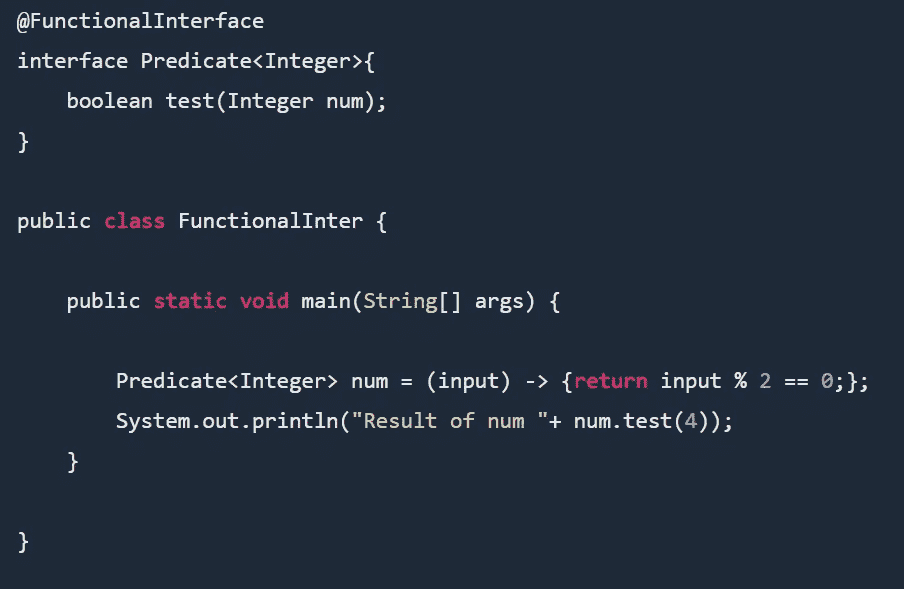 @FunctionalInterface
interface Predicate<Integer>{
    boolean test(Integer num);
}
public class FunctionalInter {
    public static void main(String[] args) {
        Predicate<Integer> num = (input) -> {return input % 2 == 0;};
        System.out.println("Result of num "+ num.test(4));
    }
}